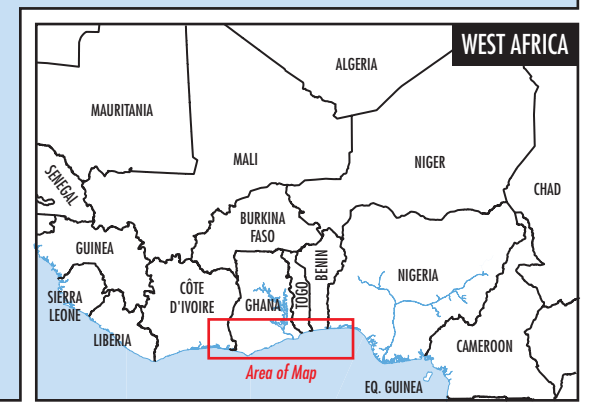 WEST AFRICA
ALGERIA
MAURITANIA
MALI
NIGER
CHAD
SENEGAL
BURKINA
FASO
BENIN
GUINEA
NIGERIA
CÔTE
D'IVOIRE
GHANA
TOGO
SIERRA
LEONE
LIBERIA
CAMEROON
Area of Map
EQ. GUINEA